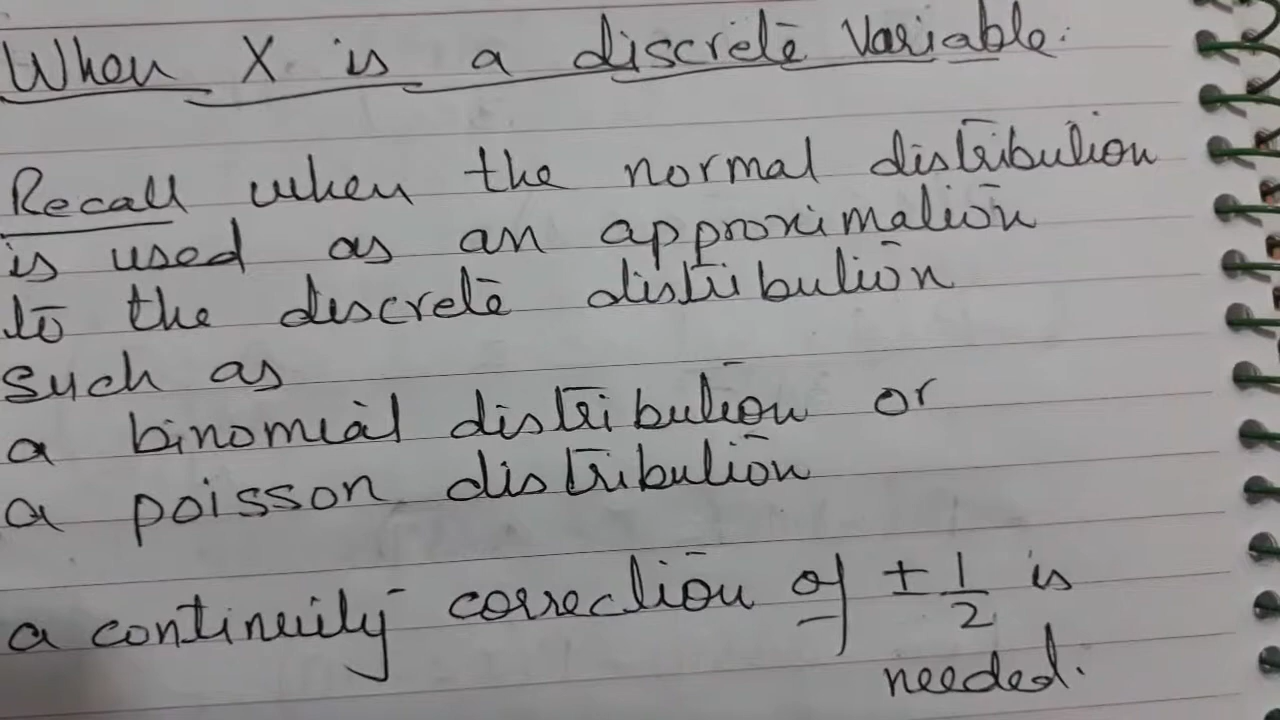 When X is a discrete Variable.
Recall when the normal distribution
is used as an approximation
to the discrete distribution
such as
a binomial distribution or
a poisson distribution
a continuity correction of ± 1/2 is
needed.